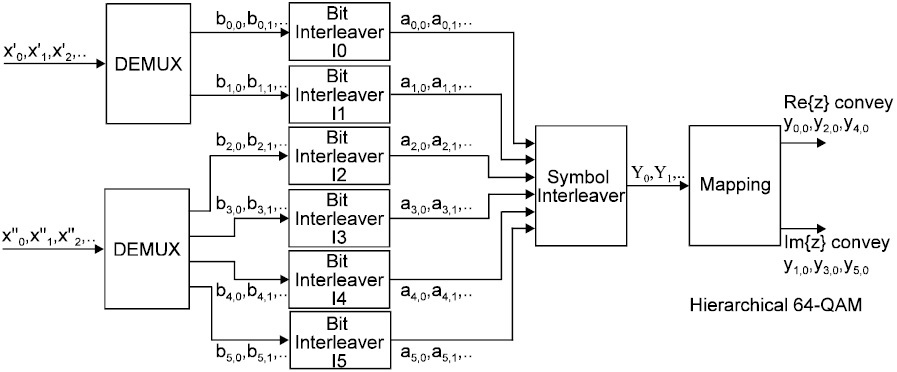 x'0,x'1,x'2,..
DEMUX
b0,0,b0,1,..
Bit
Interleaver
I0
a0,0,a0,1,..
b1,0,b1,1,..
Bit
Interleaver
I1
a1,0,a1,1,..
x"0,x"1,x"2,..
DEMUX
b2,0,b2,1,..
Bit
Interleaver
I2
a2,0,a2,1,..
b3,0,b3,1,..
Bit
Interleaver
I3
a3,0,a3,1,..
b4,0,b4,1,..
Bit
Interleaver
I4
a4,0,a4,1,..
b5,0,b5,1,..
Bit
Interleaver
I5
a5,0,a5,1,..
Symbol
Interleaver
Y0,Y1,..
Mapping
Re{z} convey
y0,0,y2,0,y4,0
Im{z} convey
y1,0,y3,0,y5,0
Hierarchical 64-QAM